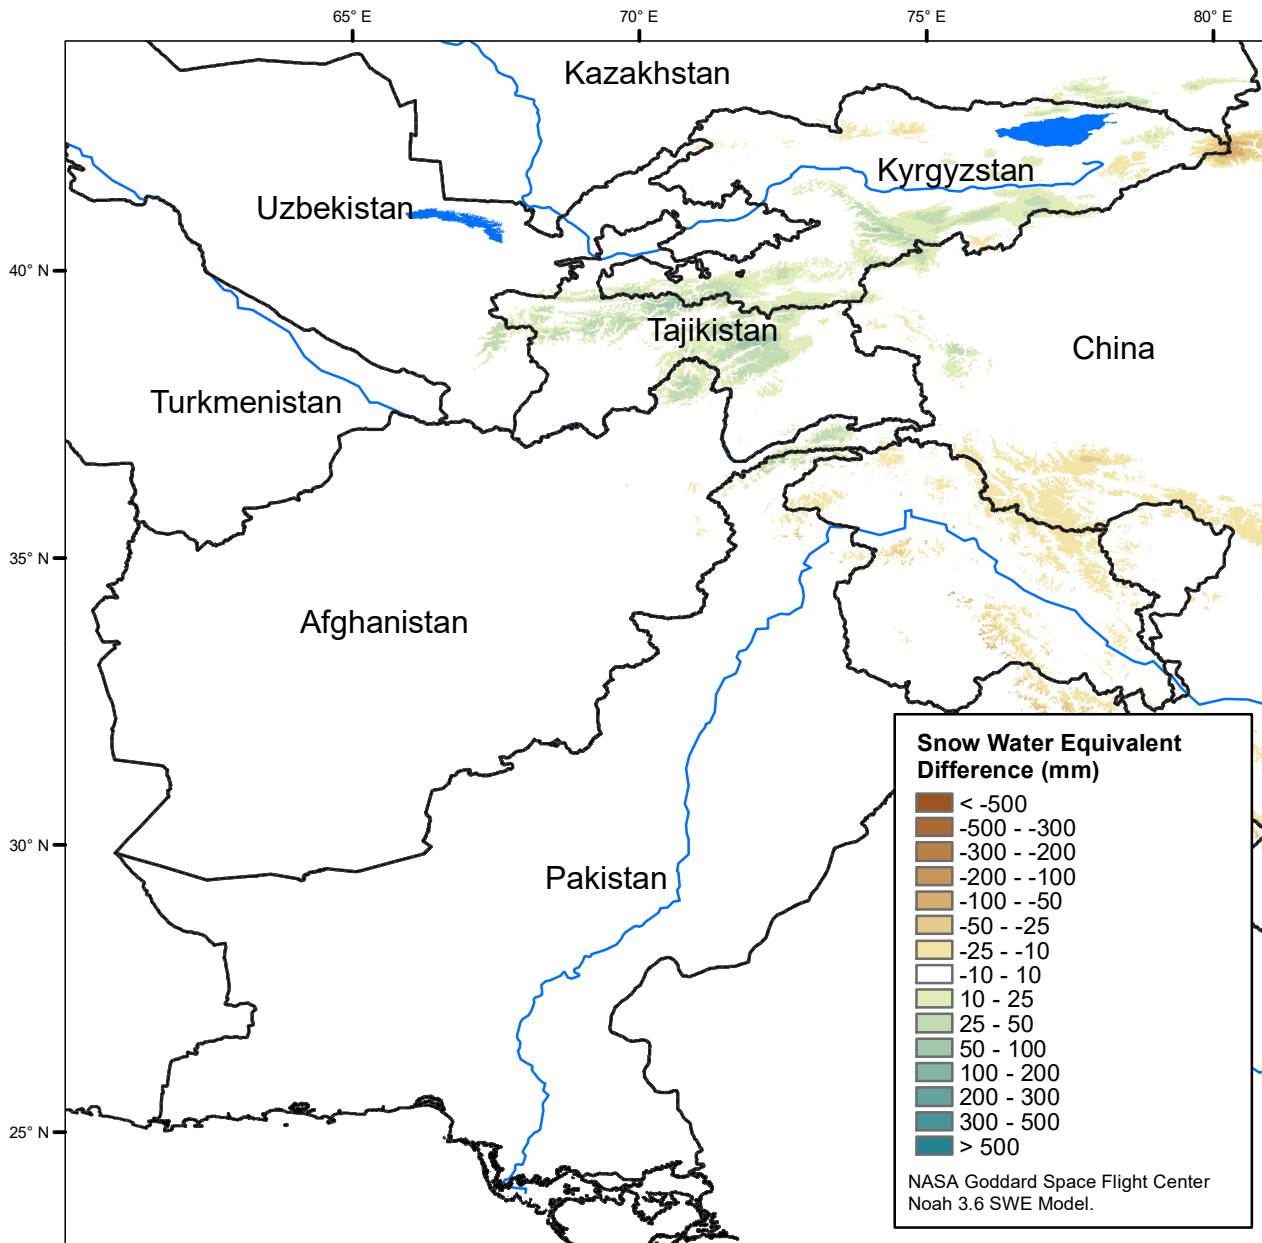 65° E
70° E
75° E
80° E
Kazakhstan
Kyrgyzstan
Uzbekistan
40° N
Tajikistan
China
Turkmenistan
35° N
Afghanistan
30° N
Pakistan
25° N
Snow Water Equivalent
Difference (mm)
< -500
-500 - -300
-300 - -200
-200 - -100
-100 - -50
-50 - -25
-25 - -10
-10 - 10
10 - 25
25 - 50
50 - 100
100 - 200
200 - 300
300 - 500
> 500
NASA Goddard Space Flight Center
Noah 3.6 SWE Model.